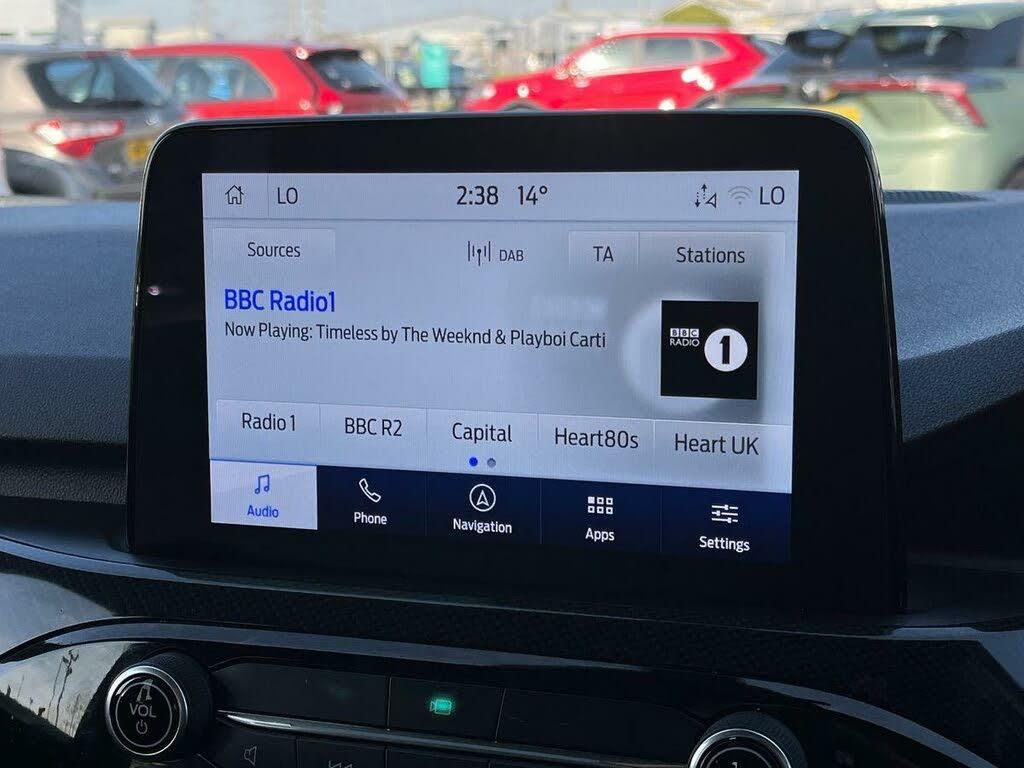 LO 2:38 14° LO
Sources DAB TA Stations
BBC Radio1
Now Playing: Timeless by The Weeknd & Playboi Carti
BBC
RADIO 1
Radio 1 BBC R2 Capital Heart80s Heart UK
Audio Phone Navigation Apps Settings
VOL